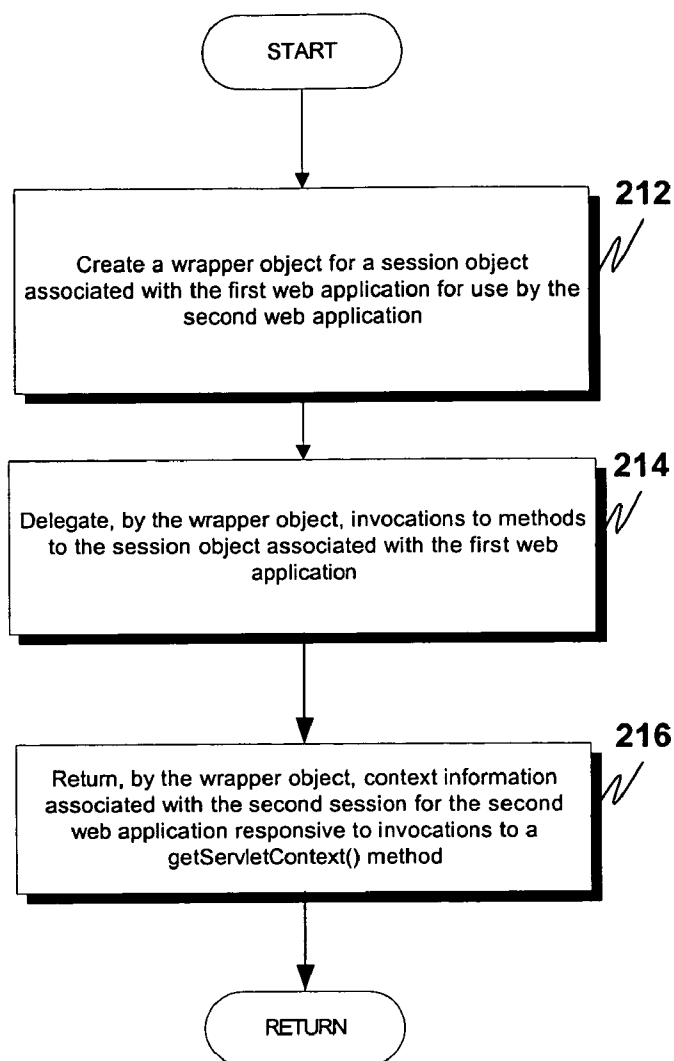 START
212
Create a wrapper object for a session object
associated with the first web application for use by the
second web application
214
Delegate, by the wrapper object, invocations to methods
to the session object associated with the first web
application
216
Return, by the wrapper object, context information
associated with the second session for the second
web application responsive to invocations to a
getServletContext() method
RETURN